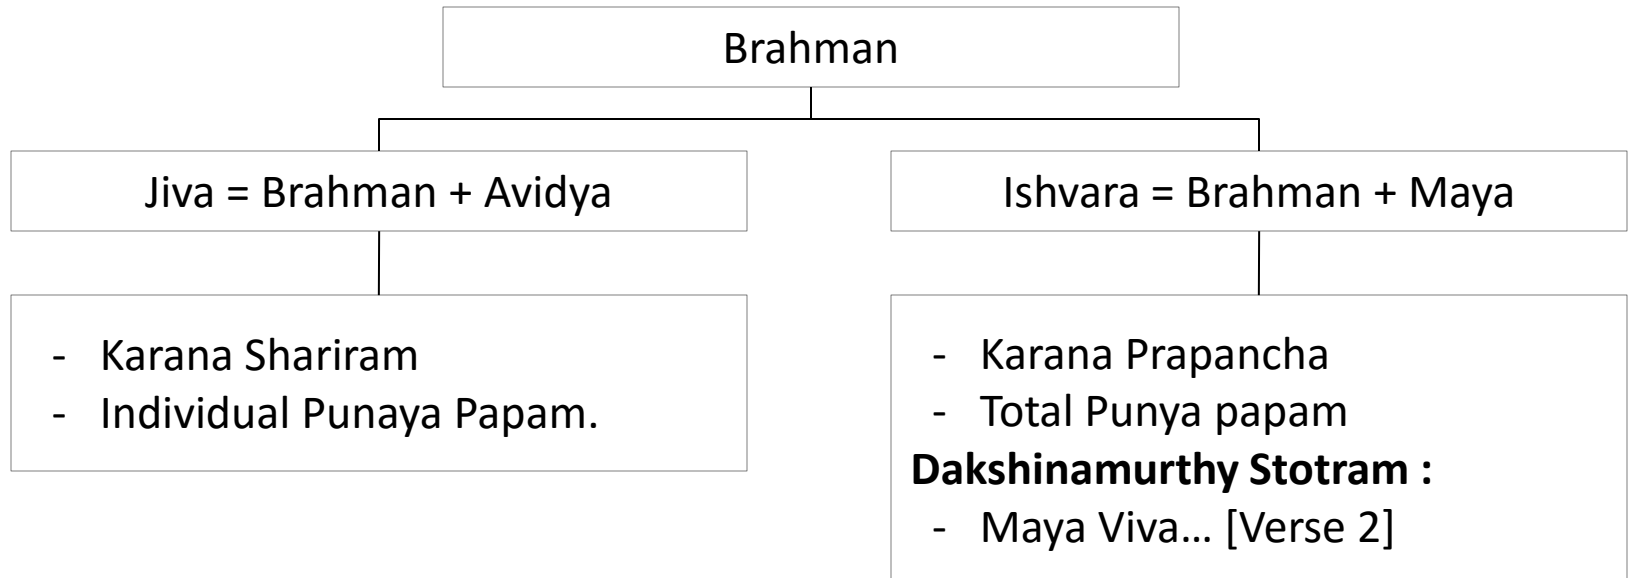 Brahman
Jiva = Brahman + Avidya
Ishvara = Brahman + Maya
- Karana Shariram
- Individual Punaya Papam.
- Karana Prapancha
- Total Punya papam
Dakshinamurthy Stotram :
- Maya Viva… [Verse 2]